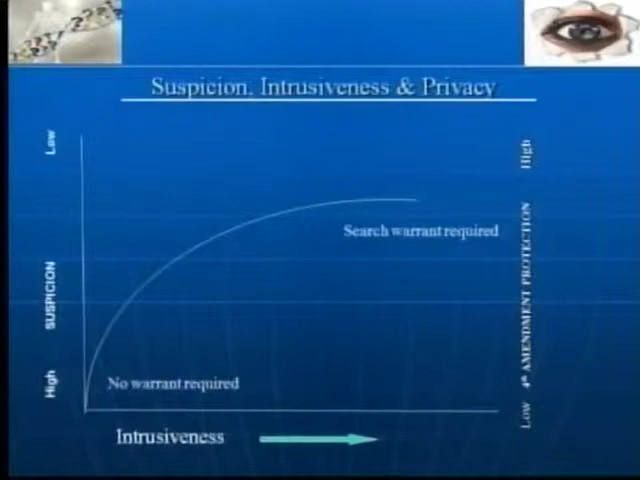 Suspicion, Intrusiveness & Privacy
Low
High
SUSPICION
4th AMENDMENT PROTECTION
Search warrant required
High
No warrant required
Low
Intrusiveness